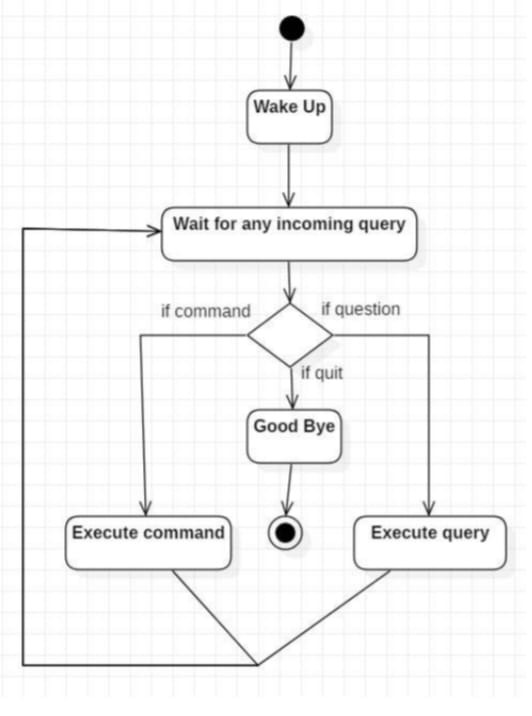 Wake Up
Wait for any incoming query
if command
if question
if quit
Good Bye
Execute command
Execute query